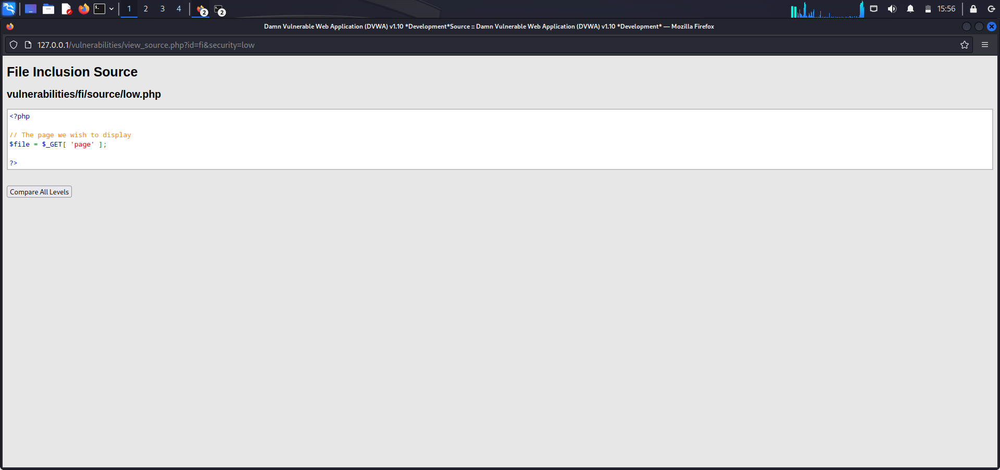 1 2 3 4 2 2 15:56
Damn Vulnerable Web Application (DVWA) v1.10 *Development*Source :: Damn Vulnerable Web Application (DVWA) v1.10 *Development* — Mozilla Firefox
127.0.0.1/vulnerabilities/view_source.php?id=fi&security=low
File Inclusion Source
vulnerabilities/fi/source/low.php
<?php
// The page we wish to display
$file = $_GET[ 'page' ];
?>
Compare All Levels